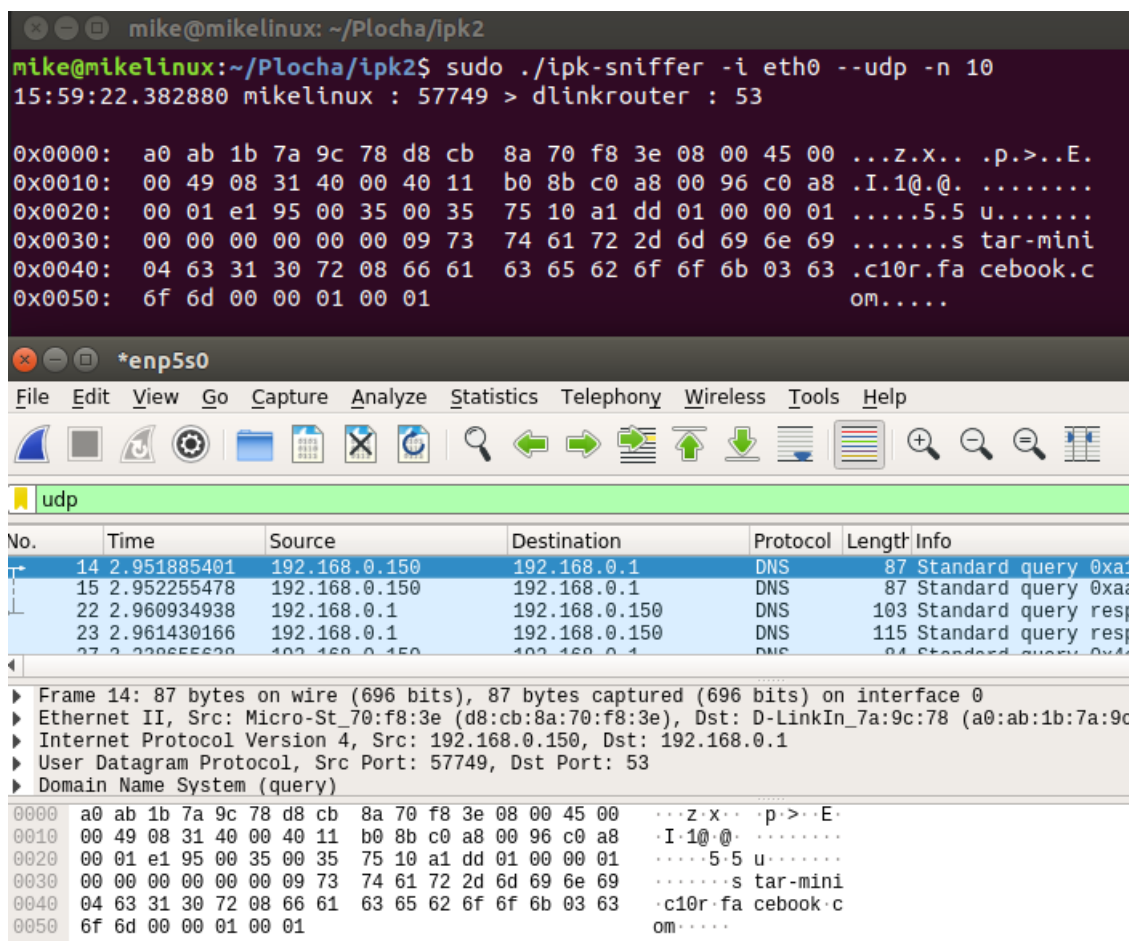 mike@mikelinux: ~/Plocha/ipk2
mike@mikelinux:~/Plocha/ipk2$ sudo ./ipk-sniffer -i eth0 --udp -n 10
15:59:22.382880 mikelinux : 57749 > dlinkrouter : 53
0x0000:  a0 ab 1b 7a 9c 78 d8 cb  8a 70 f8 3e 08 00 45 00 ...z.x.. .p.>..E.
0x0010:  00 49 08 31 40 00 40 11  b0 8b c0 a8 00 96 c0 a8 .I.1@.@. ........
0x0020:  00 01 e1 95 00 35 00 35  75 10 a1 dd 01 00 00 01 .....5.5 u.......
0x0030:  00 00 00 00 00 00 09 73  74 61 72 2d 6d 69 6e 69 .......s tar-mini
0x0040:  04 63 31 30 72 08 66 61  63 65 62 6f 6f 6b 03 63 .c10r.fa cebook.c
0x0050:  6f 6d 00 00 01 00 01                             om.....
*enp5s0
File Edit View Go Capture Analyze Statistics Telephony Wireless Tools Help
udp
No. Time Source Destination Protocol Length Info
14 2.951885401 192.168.0.150 192.168.0.1 DNS 87 Standard query 0xa1
15 2.952255478 192.168.0.150 192.168.0.1 DNS 87 Standard query 0xaa
22 2.960934938 192.168.0.1 192.168.0.150 DNS 103 Standard query resp
23 2.961430166 192.168.0.1 192.168.0.150 DNS 115 Standard query resp
Frame 14: 87 bytes on wire (696 bits), 87 bytes captured (696 bits) on interface 0
Ethernet II, Src: Micro-St_70:f8:3e (d8:cb:8a:70:f8:3e), Dst: D-LinkIn_7a:9c:78 (a0:ab:1b:7a:9c
Internet Protocol Version 4, Src: 192.168.0.150, Dst: 192.168.0.1
User Datagram Protocol, Src Port: 57749, Dst Port: 53
Domain Name System (query)
0000  a0 ab 1b 7a 9c 78 d8 cb  8a 70 f8 3e 08 00 45 00  ···z·x·· ·p·>··E·
0010  00 49 08 31 40 00 40 11  b0 8b c0 a8 00 96 c0 a8  ·I·1@·@· ········
0020  00 01 e1 95 00 35 00 35  75 10 a1 dd 01 00 00 01  ·····5·5 u·······
0030  00 00 00 00 00 00 09 73  74 61 72 2d 6d 69 6e 69  ·······s tar-mini
0040  04 63 31 30 72 08 66 61  63 65 62 6f 6f 6b 03 63  ·c10r·fa cebook·c
0050  6f 6d 00 00 01 00 01                              om·····